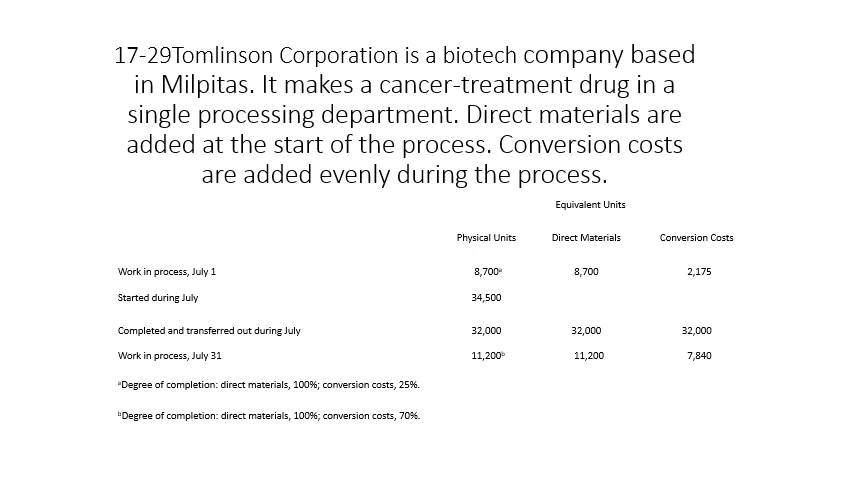 17-29Tomlinson Corporation is a biotech company based
in Milpitas. It makes a cancer-treatment drug in a
single processing department. Direct materials are
added at the start of the process. Conversion costs
are added evenly during the process.
Equivalent Units
Physical Units Direct Materials Conversion Costs
Work in process, July 1 8,700ᵃ 8,700 2,175
Started during July 34,500
Completed and transferred out during July 32,000 32,000 32,000
Work in process, July 31 11,200ᵇ 11,200 7,840
ᵃDegree of completion: direct materials, 100%; conversion costs, 25%.
ᵇDegree of completion: direct materials, 100%; conversion costs, 70%.